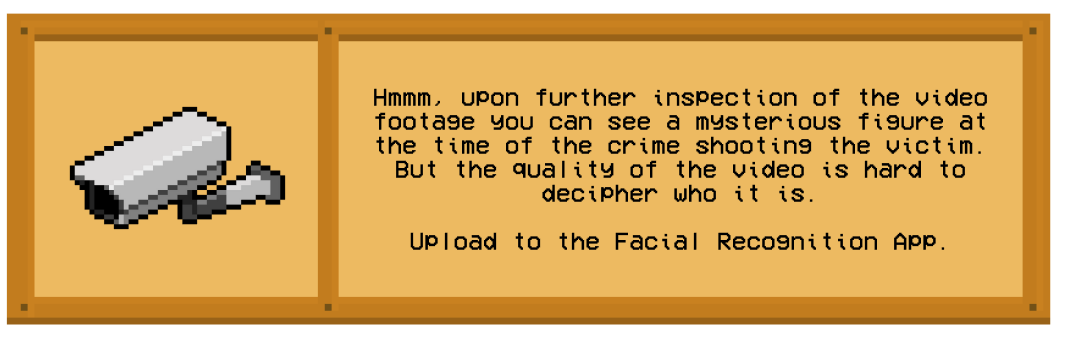 Hmmm, upon further inspection of the video
footage you can see a mysterious figure at
the time of the crime shooting the victim.
But the quality of the video is hard to
decipher who it is.
Upload to the Facial Recognition App.